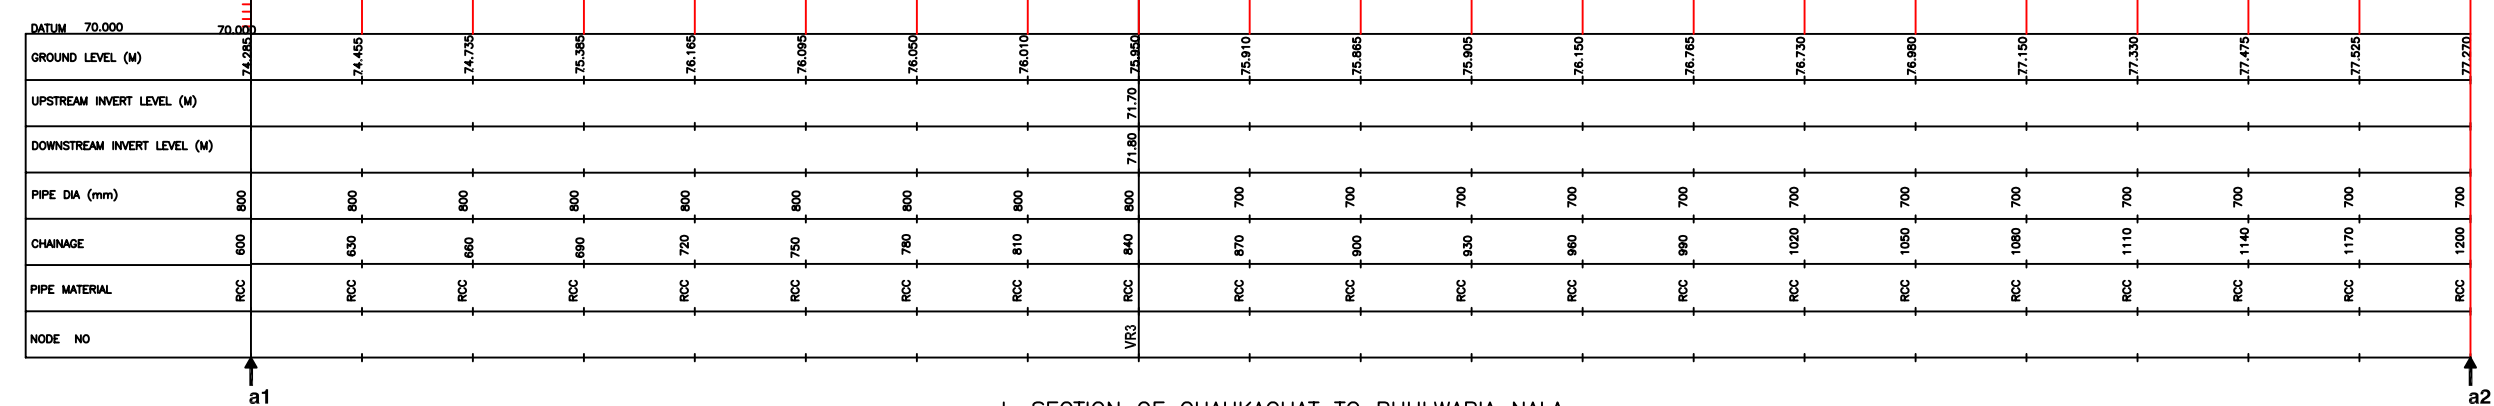 DATUM 70.000 70.000
GROUND LEVEL (M) 74.285 74.455 74.735 75.385 76.165 76.095 76.050 76.010 75.950 75.910 75.865 75.905 76.150 76.765 76.730 76.980 77.150 77.330 77.475 77.525 77.270
UPSTREAM INVERT LEVEL (M) 71.70
DOWNSTREAM INVERT LEVEL (M) 71.80
PIPE DIA (mm) 800 800 800 800 800 800 800 800 800 700 700 700 700 700 700 700 700 700 700 700 700
CHAINAGE 600 630 660 690 720 750 780 810 840 870 900 930 960 990 1020 1050 1080 1110 1140 1170 1200
PIPE MATERIAL RCC RCC RCC RCC RCC RCC RCC RCC RCC RCC RCC RCC RCC RCC RCC RCC RCC RCC RCC RCC RCC
NODE NO VR3
a1 a2